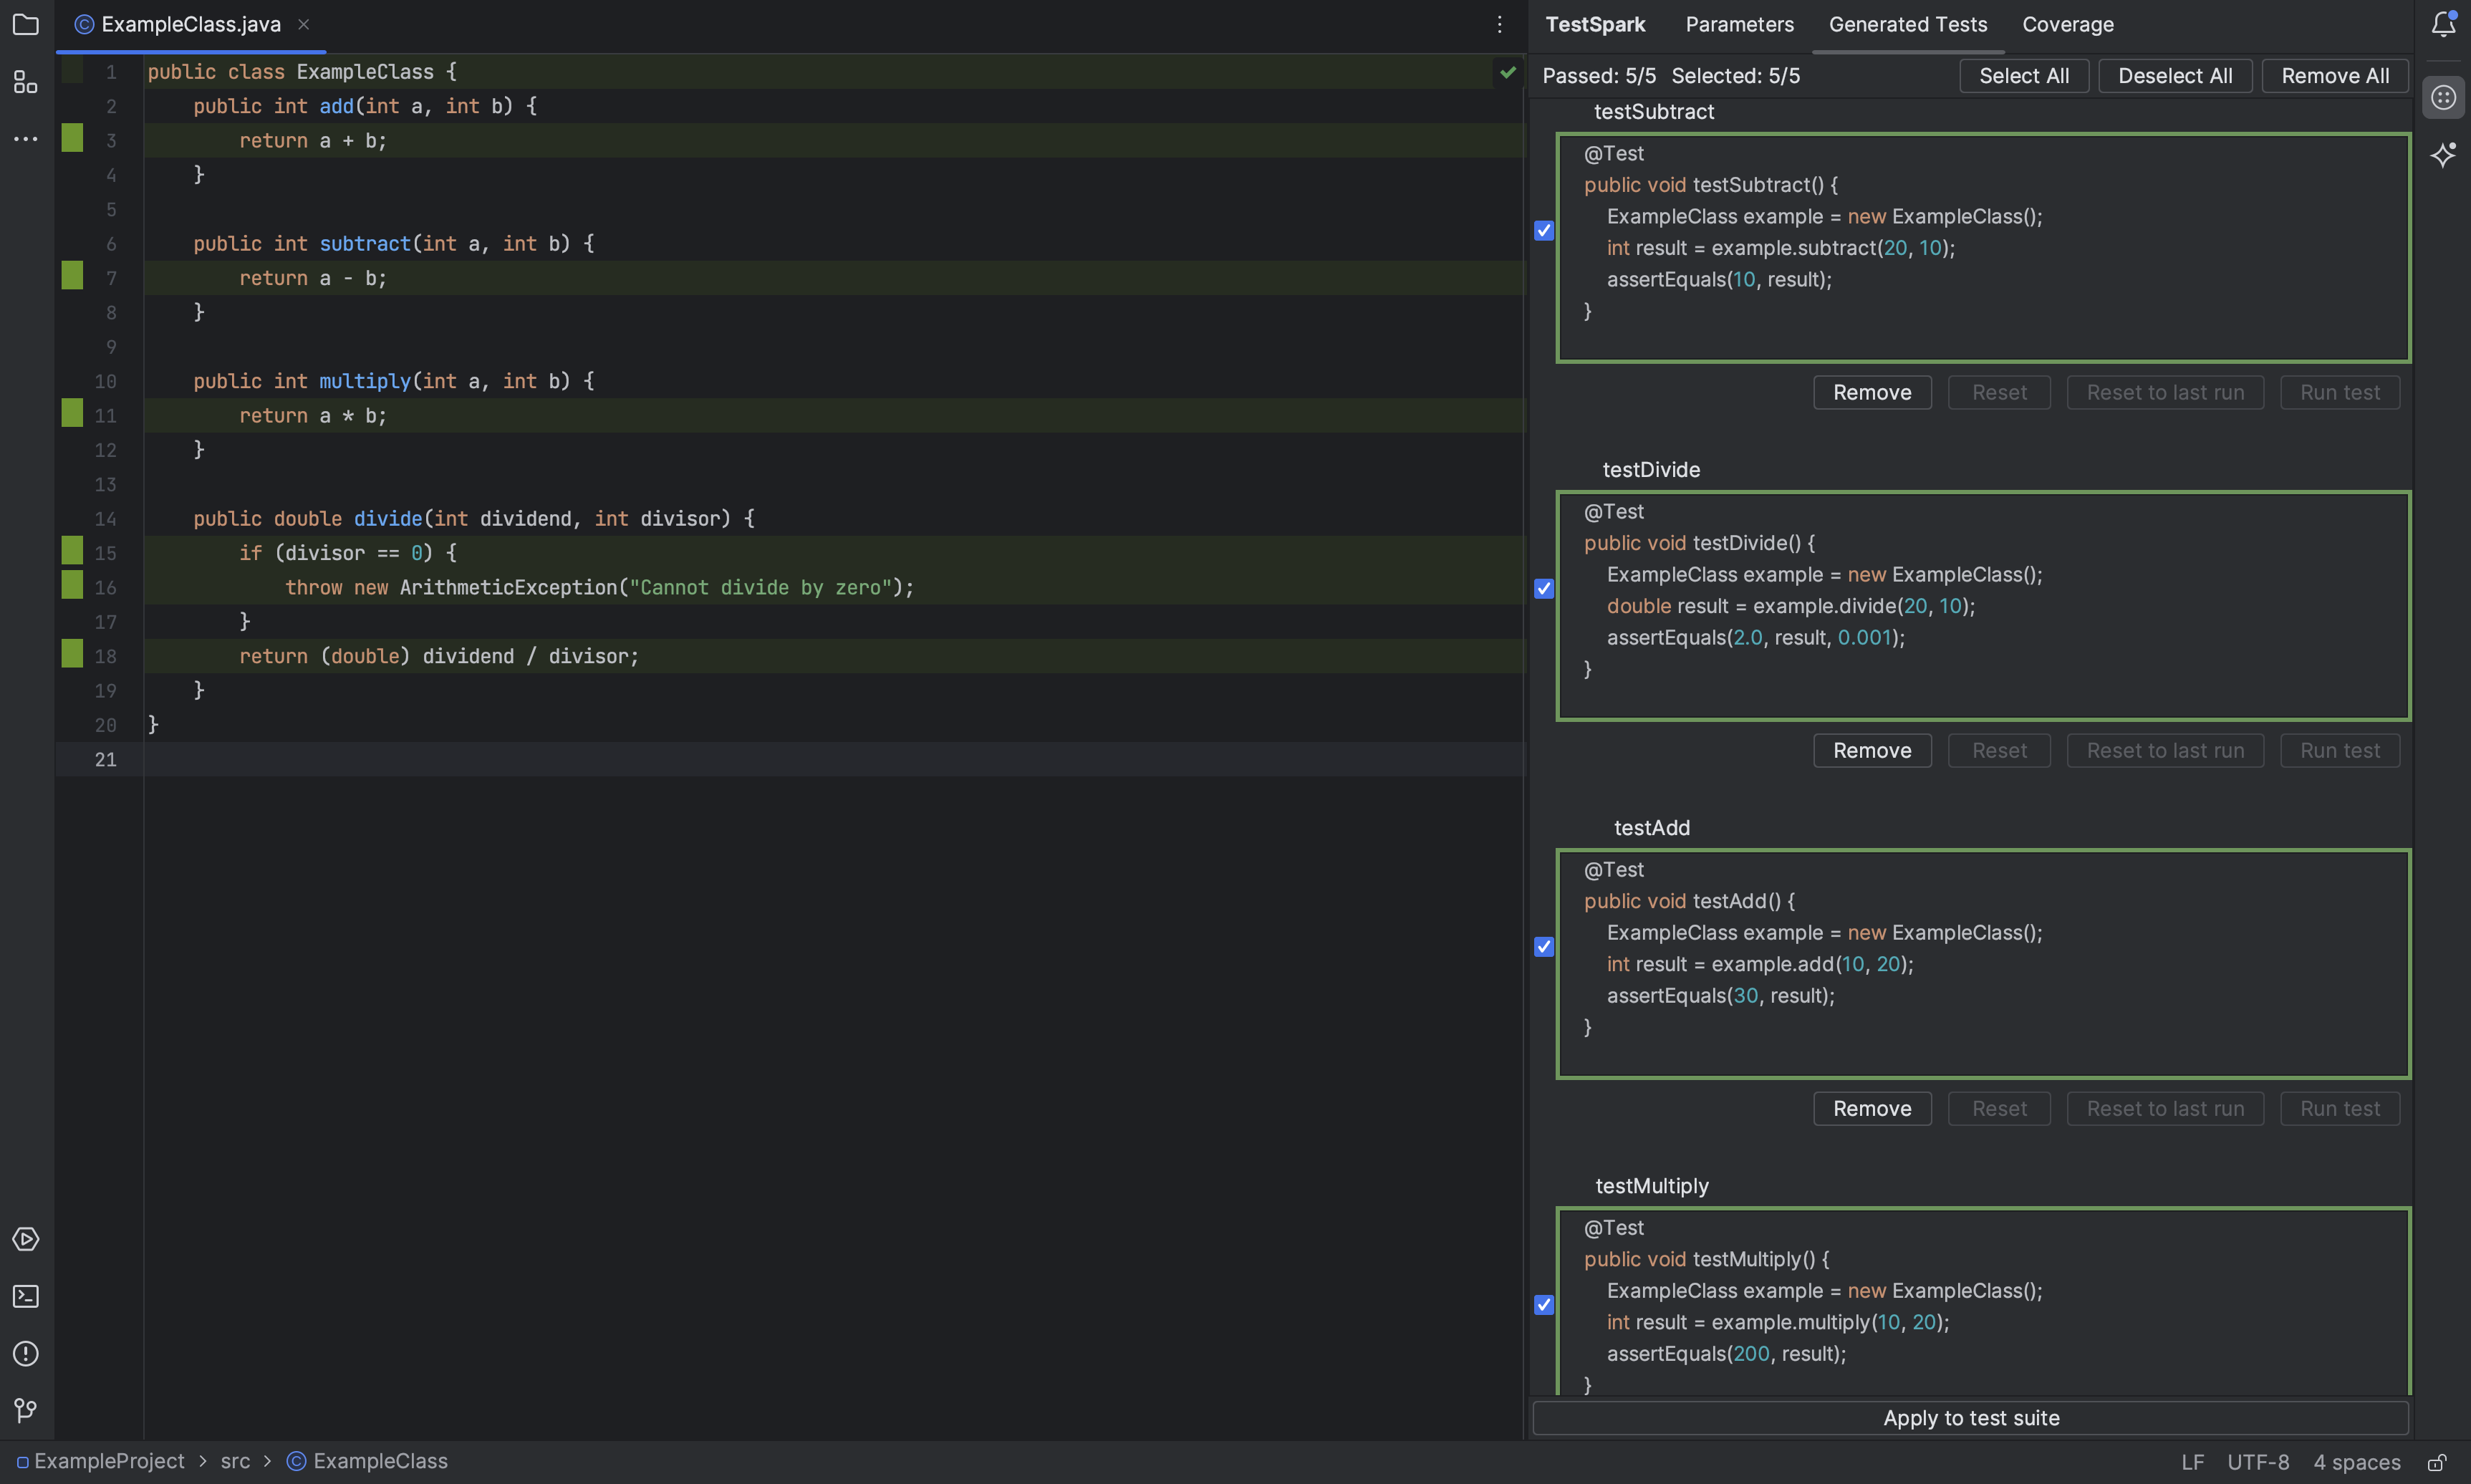 ExampleClass.java
1 public class ExampleClass {
2     public int add(int a, int b) {
3         return a + b;
4     }
5
6     public int subtract(int a, int b) {
7         return a - b;
8     }
9
10     public int multiply(int a, int b) {
11         return a * b;
12     }
13
14     public double divide(int dividend, int divisor) {
15         if (divisor == 0) {
16             throw new ArithmeticException("Cannot divide by zero");
17         }
18         return (double) dividend / divisor;
19     }
20 }
21
TestSpark Parameters Generated Tests Coverage
Passed: 5/5 Selected: 5/5 Select All Deselect All Remove All
testSubtract
@Test
public void testSubtract() {
    ExampleClass example = new ExampleClass();
    int result = example.subtract(20, 10);
    assertEquals(10, result);
}
Remove Reset Reset to last run Run test
testDivide
@Test
public void testDivide() {
    ExampleClass example = new ExampleClass();
    double result = example.divide(20, 10);
    assertEquals(2.0, result, 0.001);
}
Remove Reset Reset to last run Run test
testAdd
@Test
public void testAdd() {
    ExampleClass example = new ExampleClass();
    int result = example.add(10, 20);
    assertEquals(30, result);
}
Remove Reset Reset to last run Run test
testMultiply
@Test
public void testMultiply() {
    ExampleClass example = new ExampleClass();
    int result = example.multiply(10, 20);
    assertEquals(200, result);
}
Apply to test suite
ExampleProject > src > ExampleClass
LF UTF-8 4 spaces